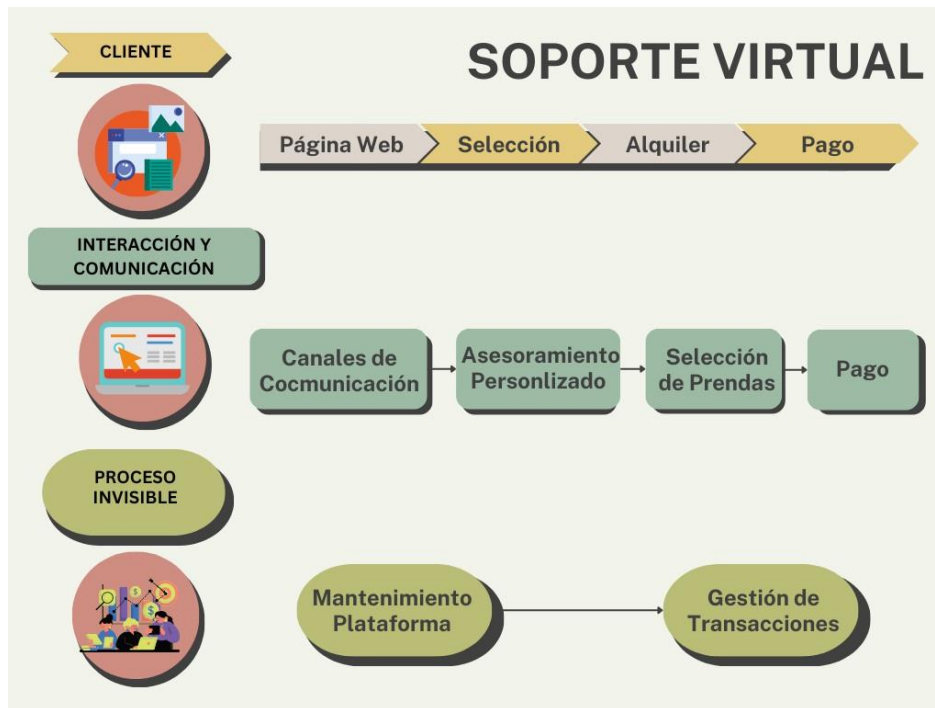 CLIENTE
SOPORTE VIRTUAL
Página Web
Selección
Alquiler
Pago
INTERACCIÓN Y
COMUNICACIÓN
Canales de
Cocmunicación
Asesoramiento
Personlizado
Selección
de Prendas
Pago
PROCESO
INVISIBLE
Mantenimiento
Plataforma
Gestión de
Transacciones